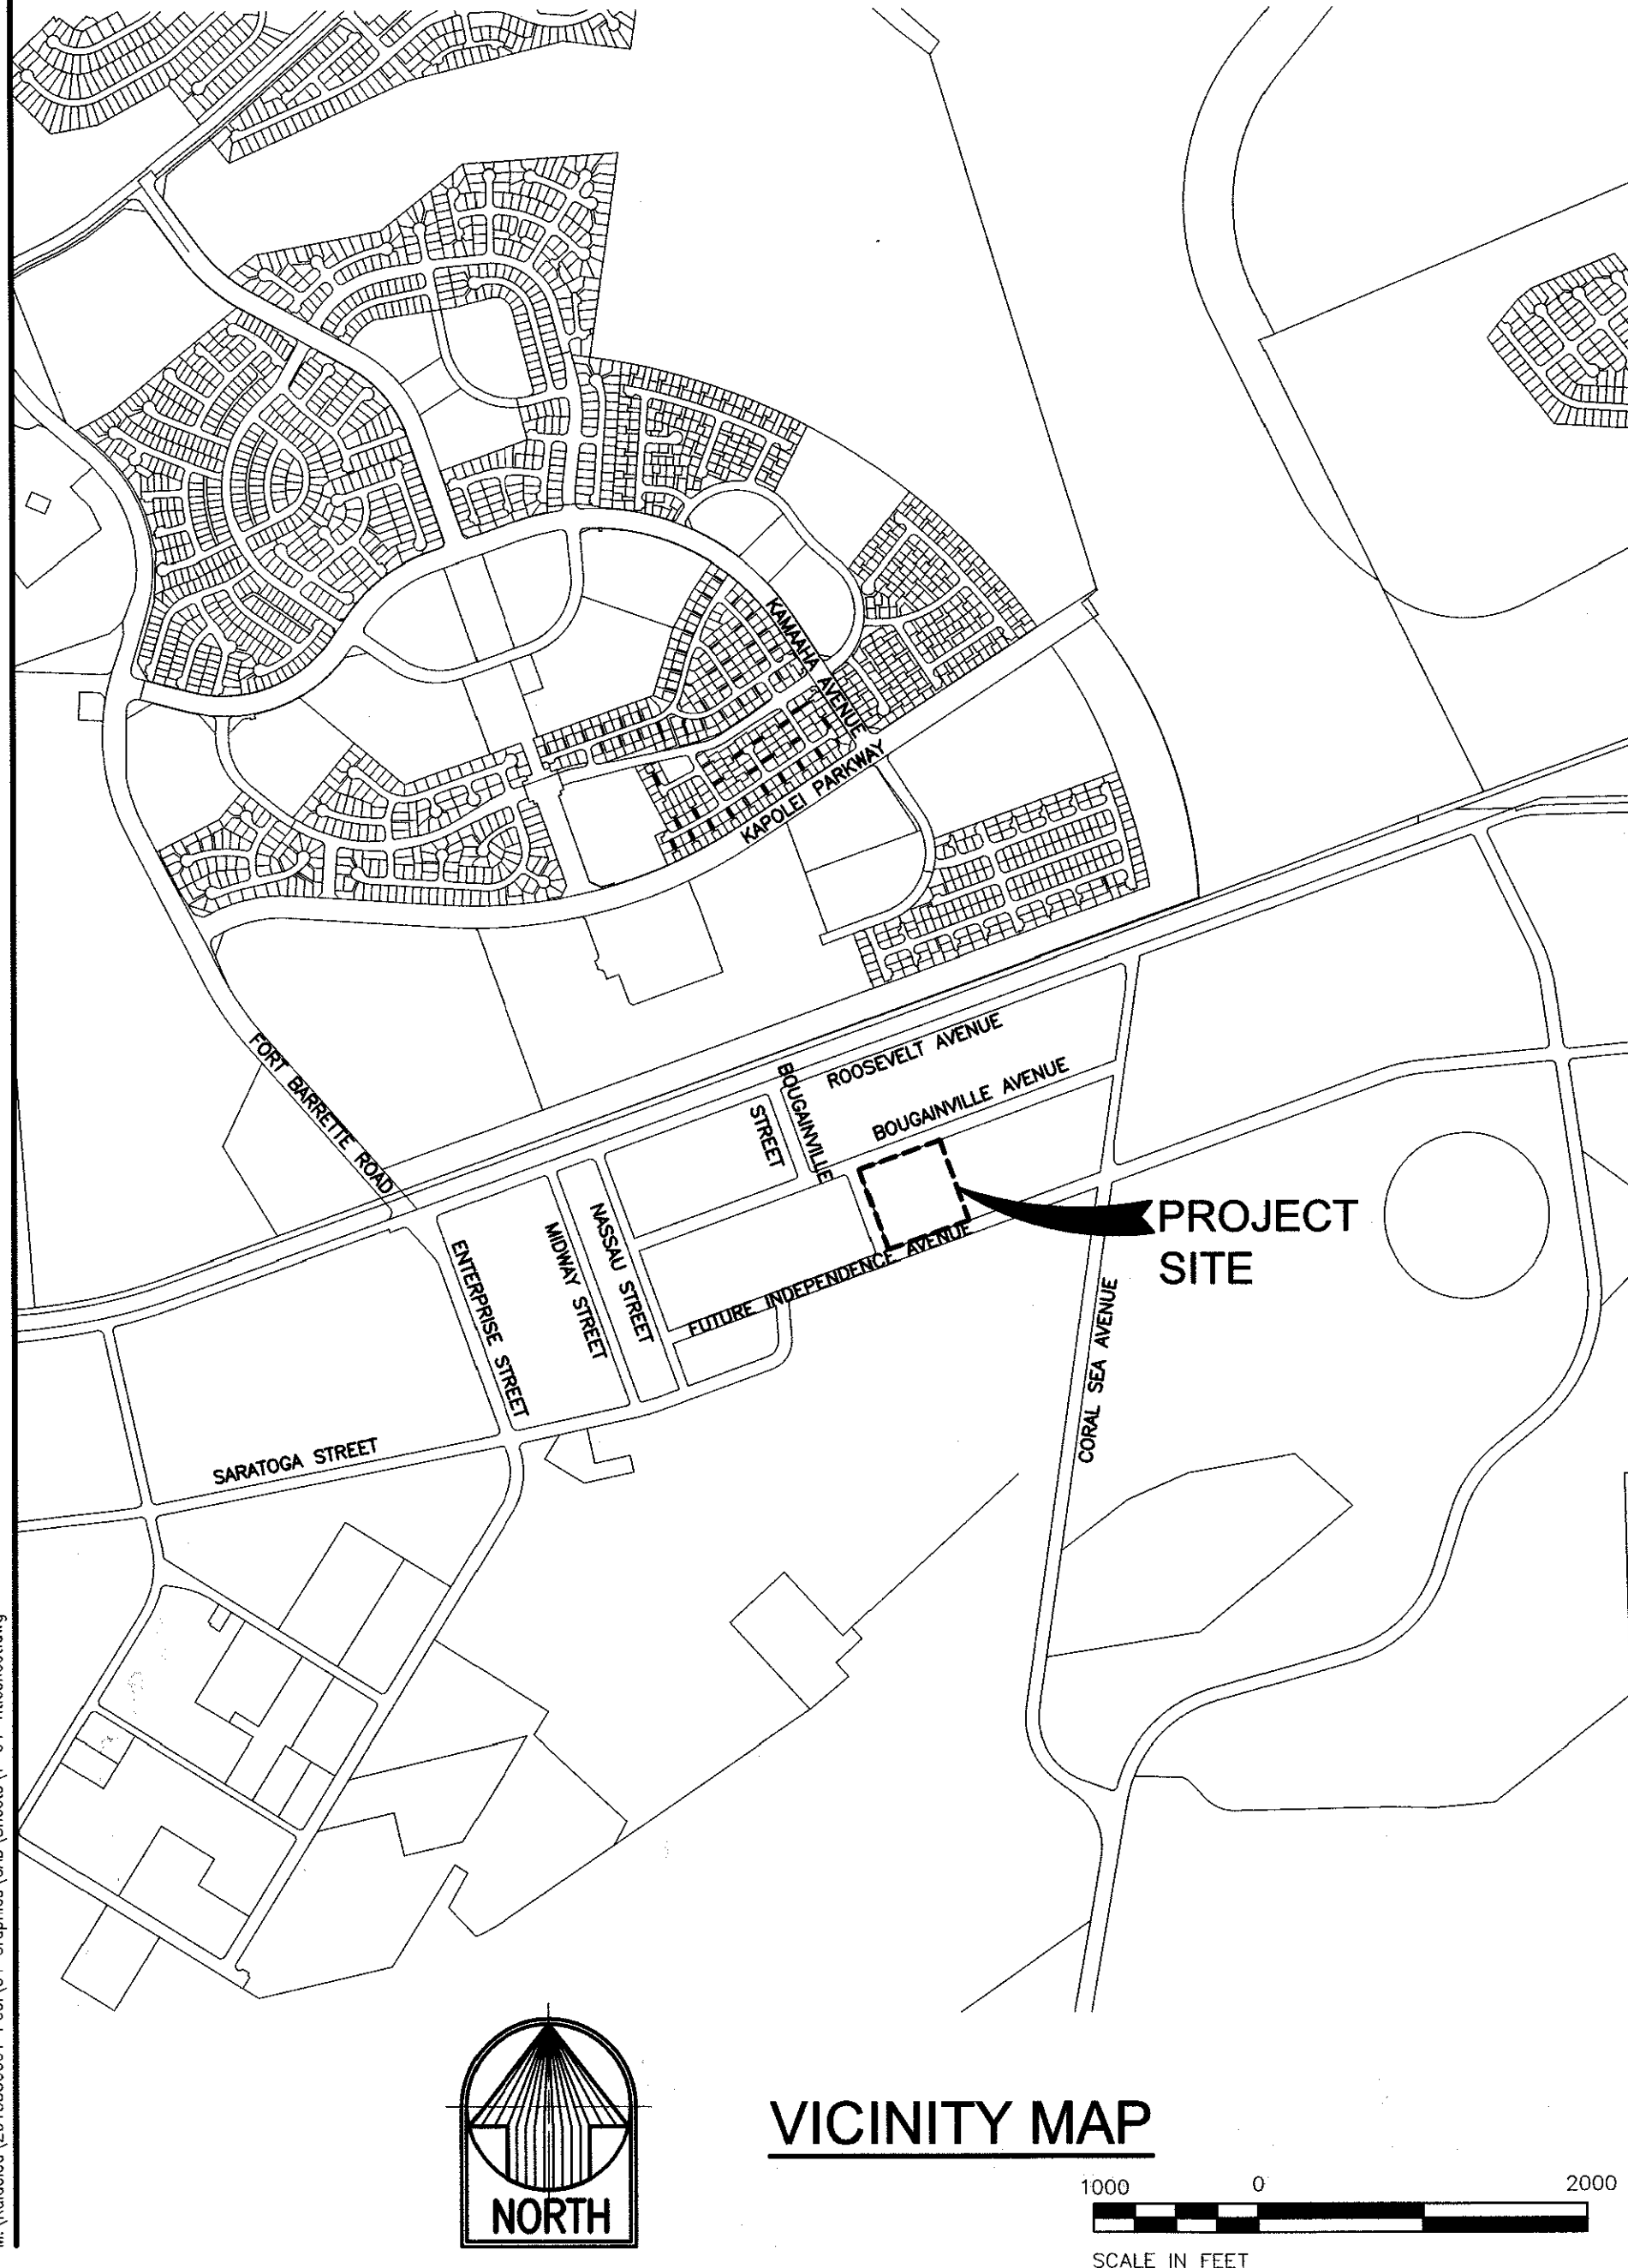 KAMAAHA AVENUE
KAPOLEI PARKWAY
FORT BARRETTE ROAD
ROOSEVELT AVENUE
BOUGAINVILLE
STREET
BOUGAINVILLE AVENUE
PROJECT
SITE
FUTURE INDEPENDENCE AVENUE
NASSAU STREET
MIDWAY STREET
ENTERPRISE STREET
CORAL SEA AVENUE
SARATOGA STREET
NORTH
VICINITY MAP
1000 0 2000
SCALE IN FEET